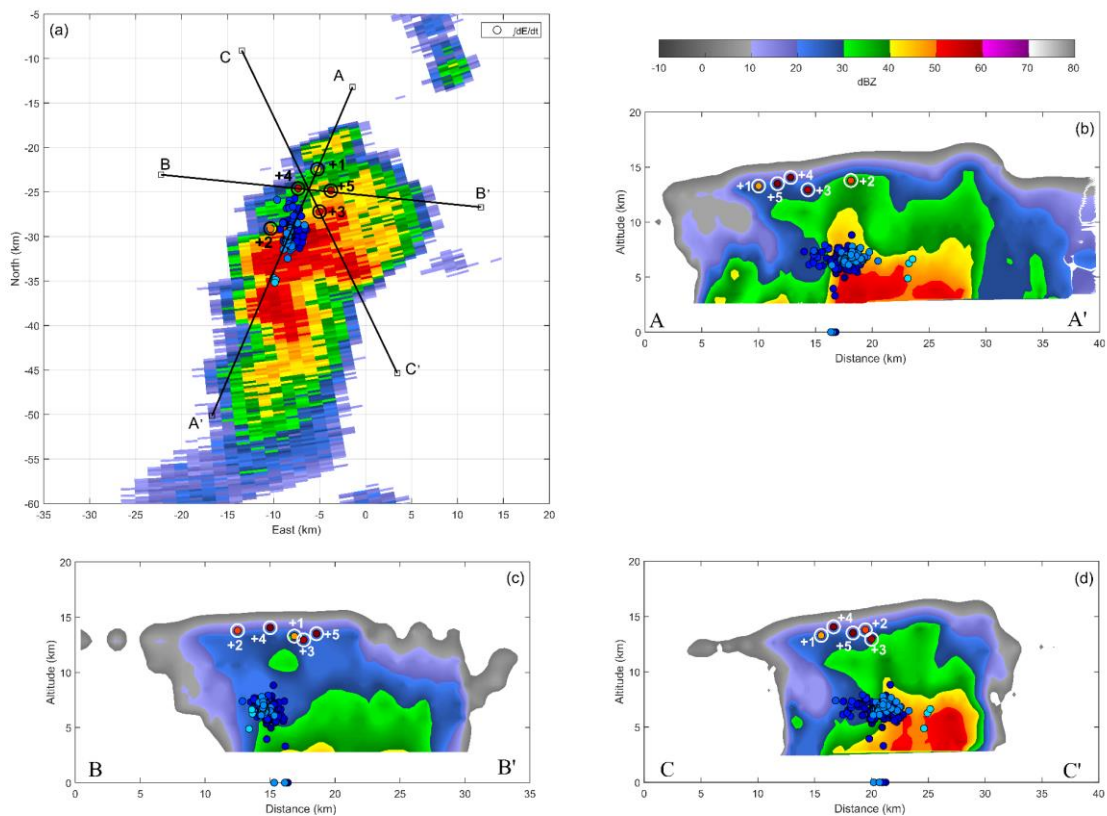 (a)
∫dE/dt
C
A
B
+4
+1
+5
B'
+3
+2
A'
C'
-5
-10
-15
-20
-25
-30
-35
-40
-45
-50
-55
-60
North (km)
-35 -30 -25 -20 -15 -10 -5 0 5 10 15 20
East (km)
-10 0 10 20 30 40 50 60 70 80
dBZ
(b)
20
15
10
5
0
Altitude (km)
+1 +5 +4 +3 +2
A A'
0 5 10 15 20 25 30 35 40
Distance (km)
(c)
20
15
10
5
0
Altitude (km)
+2 +4 +1 +3 +5
B B'
0 5 10 15 20 25 30 35
Distance (km)
(d)
20
15
10
5
0
Altitude (km)
+1 +4 +5 +2 +3
C C'
0 5 10 15 20 25 30 35 40
Distance (km)